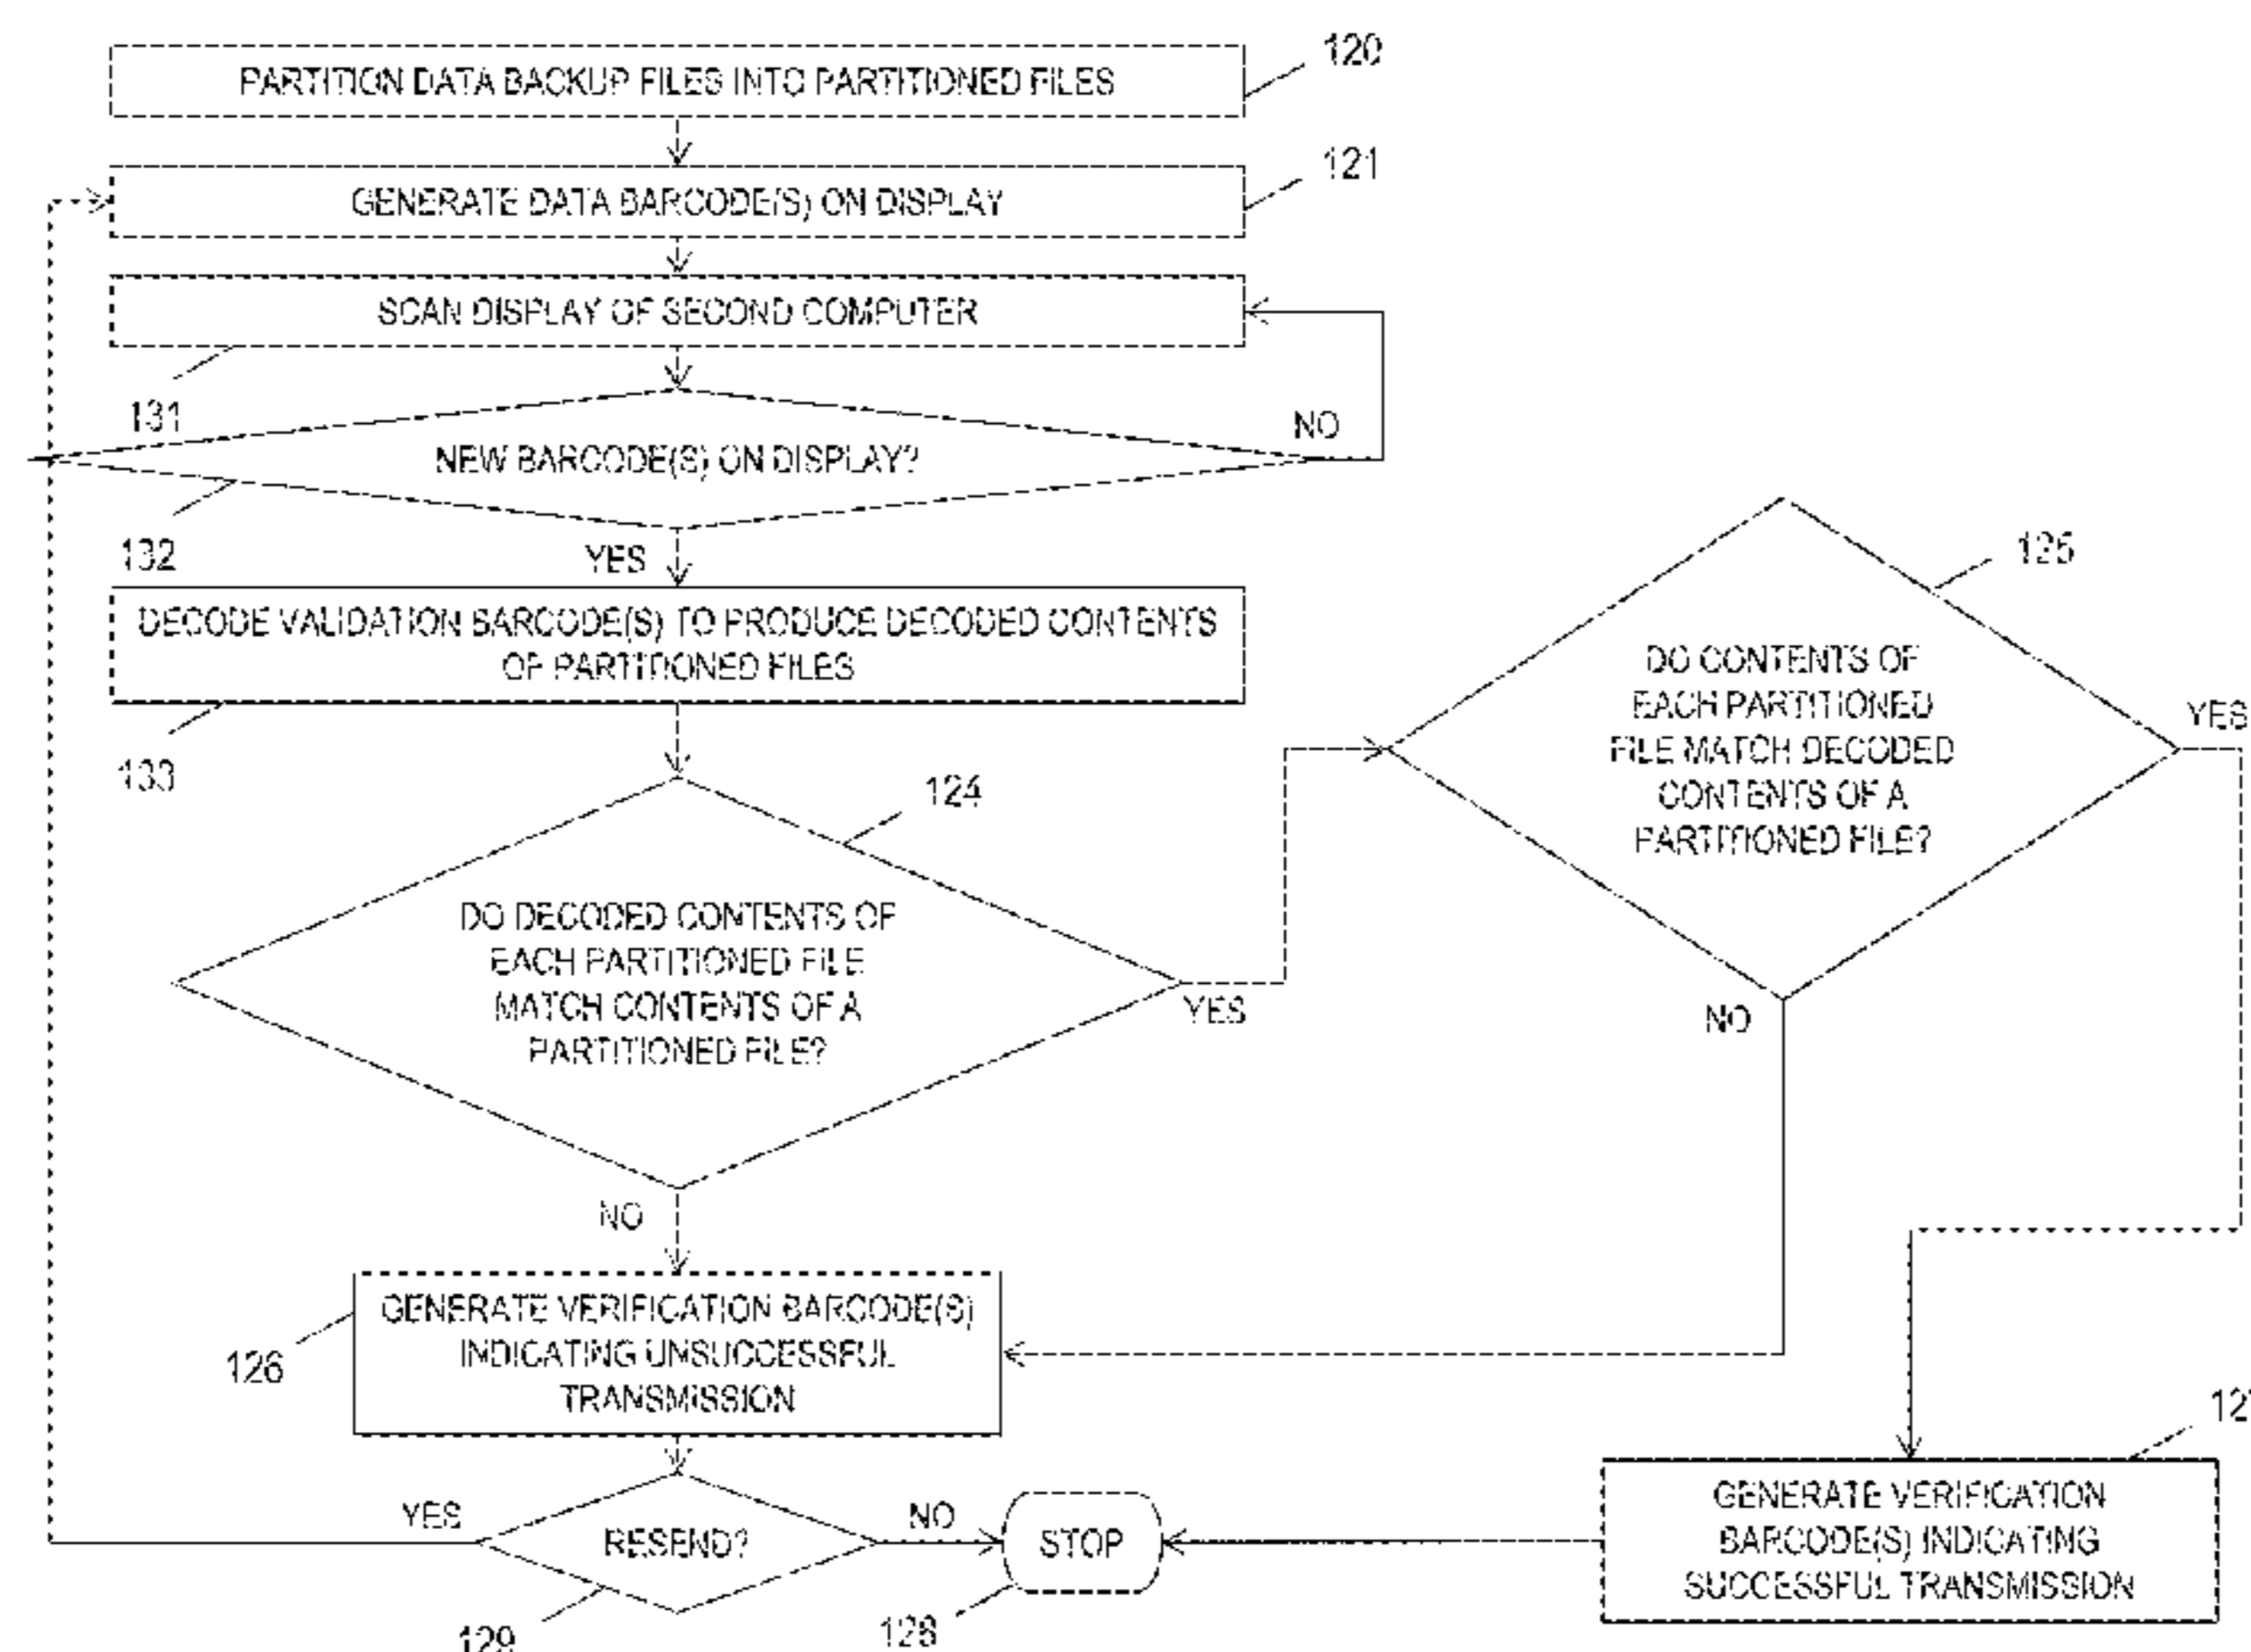 PARTITION DATA BACKUP FILES INTO PARTITIONED FILES
120
GENERATE DATA BARCODE(S) ON DISPLAY
121
SCAN DISPLAY OF SECOND COMPUTER
131
NEW BARCODE(S) ON DISPLAY?
NO
132
YES
DECODE VALIDATION BARCODE(S) TO PRODUCE DECODED CONTENTS
OF PARTITIONED FILES
133
124
DO DECODED CONTENTS OF
EACH PARTITIONED FILE
MATCH CONTENTS OF A
PARTITIONED FILE?
YES
NO
125
DO CONTENTS OF
EACH PARTITIONED
FILE MATCH DECODED
CONTENTS OF A
PARTITIONED FILE?
YES
NO
GENERATE VERIFICATION BARCODE(S)
INDICATING UNSUCCESSFUL
TRANSMISSION
126
YES
RESEND?
NO
129
STOP
128
GENERATE VERIFICATION
BARCODE(S) INDICATING
SUCCESSFUL TRANSMISSION